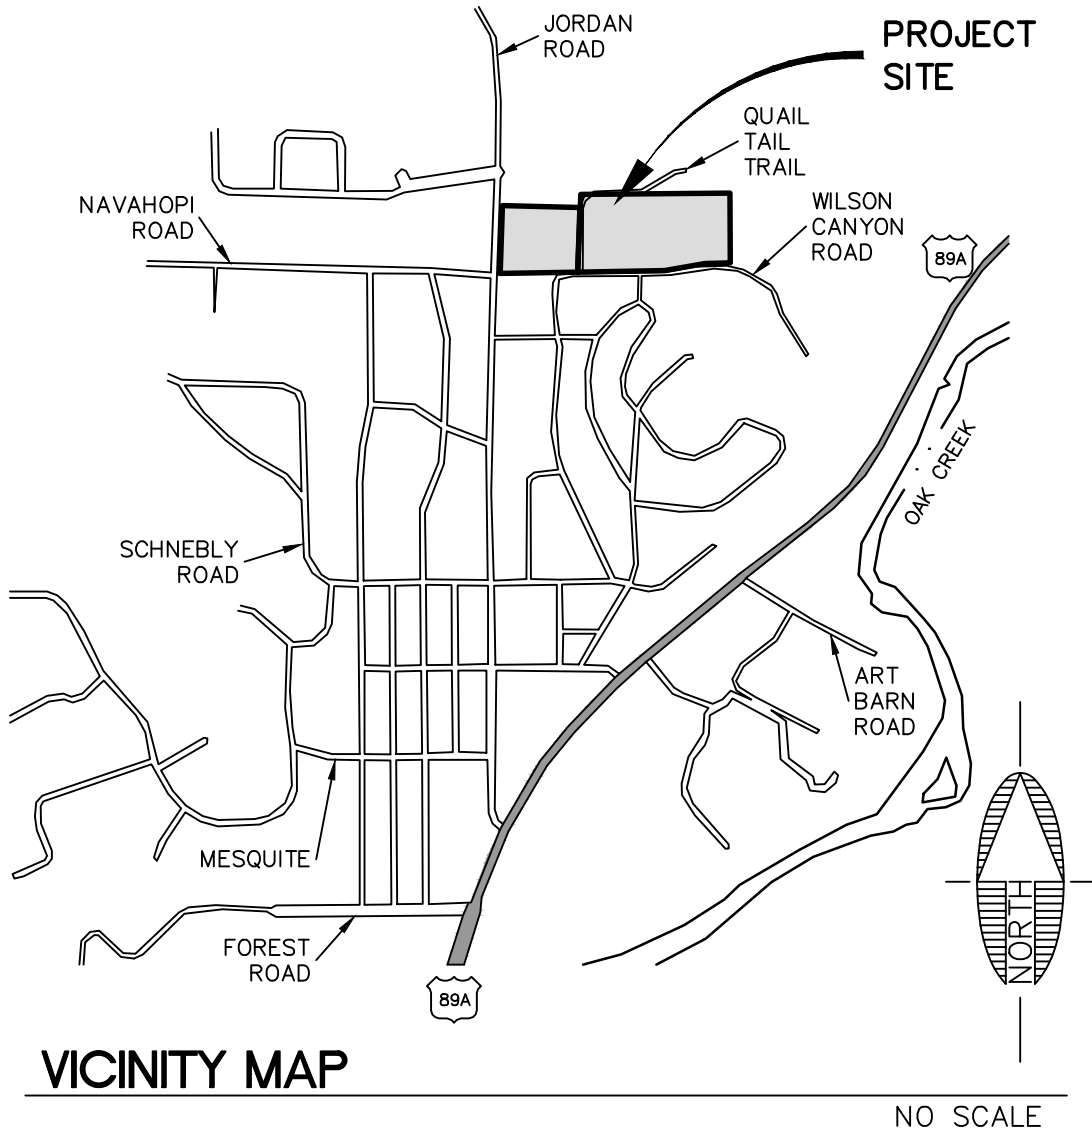 JORDAN
ROAD
PROJECT
SITE
QUAIL
TAIL
TRAIL
NAVAHOPI
ROAD
WILSON
CANYON
ROAD
89A
OAK CREEK
SCHNEBLY
ROAD
ART
BARN
ROAD
MESQUITE
NORTH
FOREST
ROAD
89A
VICINITY MAP
NO SCALE